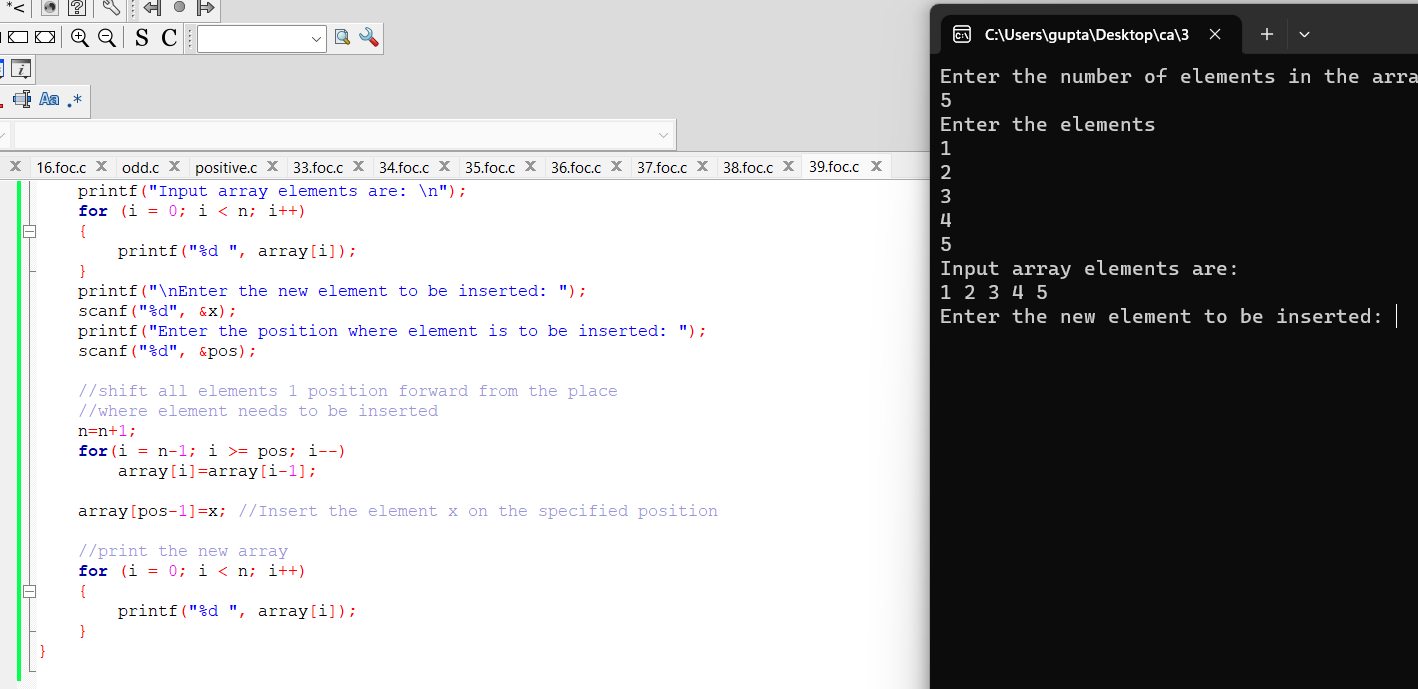 S C
Aa .*
16.foc.c odd.c positive.c 33.foc.c 34.foc.c 35.foc.c 36.foc.c 37.foc.c 38.foc.c 39.foc.c
printf("Input array elements are: \n");
for (i = 0; i < n; i++)
{
printf("%d ", array[i]);
}
printf("\nEnter the new element to be inserted: ");
scanf("%d", &x);
printf("Enter the position where element is to be inserted: ");
scanf("%d", &pos);
//shift all elements 1 position forward from the place
//where element needs to be inserted
n=n+1;
for(i = n-1; i >= pos; i--)
array[i]=array[i-1];
array[pos-1]=x; //Insert the element x on the specified position
//print the new array
for (i = 0; i < n; i++)
{
printf("%d ", array[i]);
}
}
C:\Users\gupta\Desktop\ca\3
Enter the number of elements in the arra
5
Enter the elements
1
2
3
4
5
Input array elements are:
1 2 3 4 5
Enter the new element to be inserted: